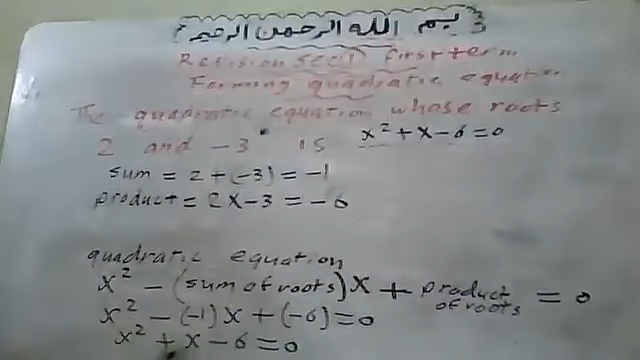 بسم الله الرحمن الرحيم
Revision sec 1 first term
Forming quadratic equation
The quadratic equation whose roots
2 and -3 is x² + x - 6 = 0
sum = 2 + (-3) = -1
product = 2x-3 = -6
quadratic equation
x² - (sum of roots)x + product of roots = 0
x² - (-1)x + (-6) = 0
x² + x - 6 = 0